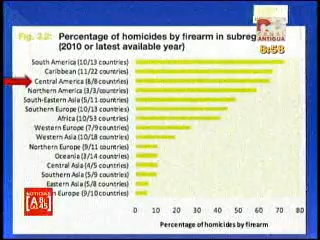 Fig. 3.2: Percentage of homicides by firearm in subreg
(2010 or latest available year)
ANTIGUA
8:58
South America (10/13 countries)
Caribbean (11/22 countries)
Central America (8/8 countries)
Northern America (3/3/countries)
South-Eastern Asia (5/11 countries)
Southern Europe (10/13 countries)
Africa (10/53 countries)
Western Europe (7/9 countries)
Western Asia (10/18 countries)
Northern Europe (9/11 countries)
Oceania (3/14 countries)
Central Asia (4/5 countries)
Southern Asia (5/9 countries)
Eastern Asia (5/8 countries)
n Europe (9/10 countries)
0 10 20 30 40 50 60 70 80
Percentage of homicides by firearm
NOTICIAS
A LAS
8:45